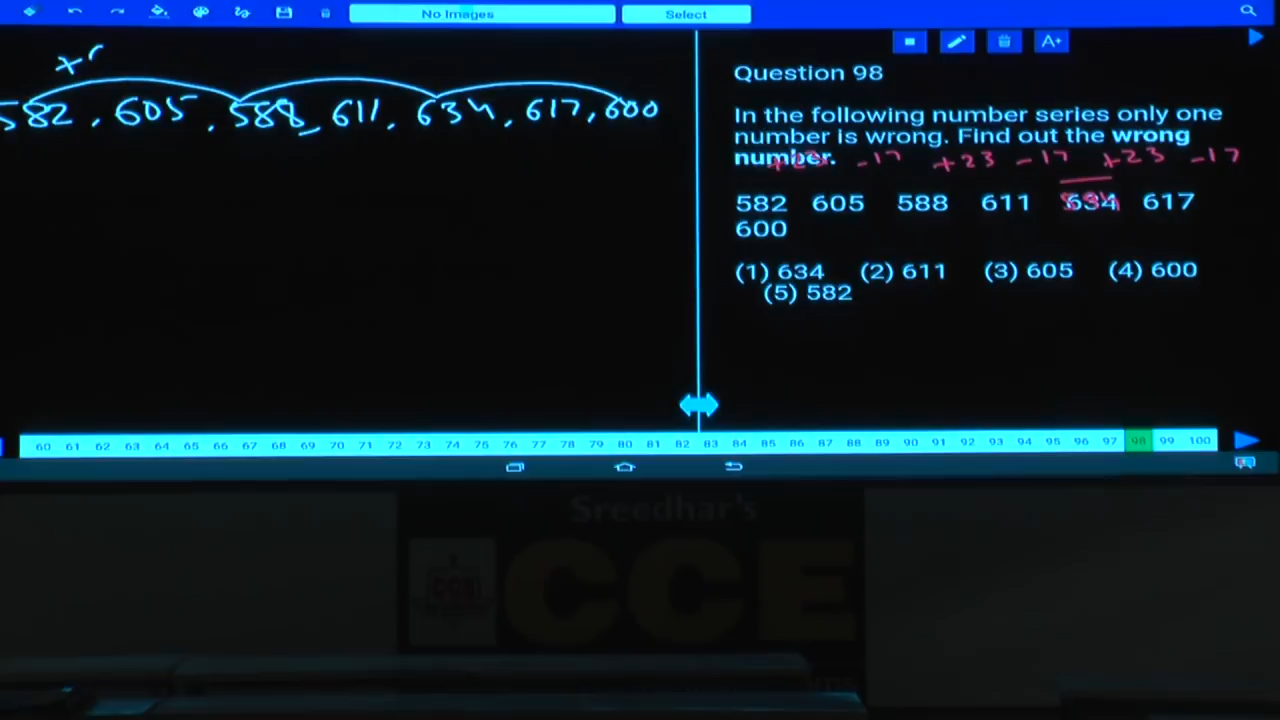 No Images Select
A+
Question 98
+
582, 605, 588, 611, 634, 617, 600
In the following number series only one
number is wrong. Find out the wrong
number.
+23 -17 +23 -17 +23 -17
582 605 588 611 634 617
600
(1) 634 (2) 611 (3) 605 (4) 600
(5) 582
60 61 62 63 64 65 66 67 68 69 70 71 72 73 74 75 76 77 78 79 80 81 82 83 84 85 86 87 88 89 90 91 92 93 94 95 96 97 98 99 100
Sreedhar's
CCE
CCE